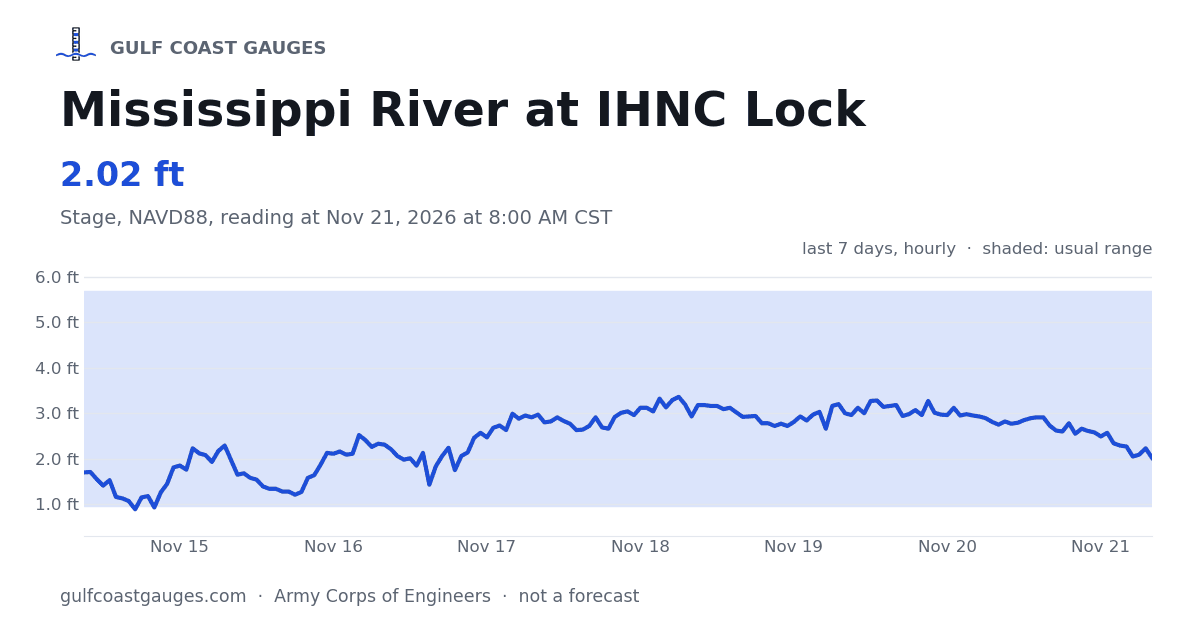 GULF COAST GAUGES
Mississippi River at IHNC Lock
2.02 ft
Stage, NAVD88, reading at Nov 21, 2026 at 8:00 AM CST
last 7 days, hourly · shaded: usual range
6.0 ft
5.0 ft
4.0 ft
3.0 ft
2.0 ft
1.0 ft
Nov 15 Nov 16 Nov 17 Nov 18 Nov 19 Nov 20 Nov 21
gulfcoastgauges.com · Army Corps of Engineers · not a forecast